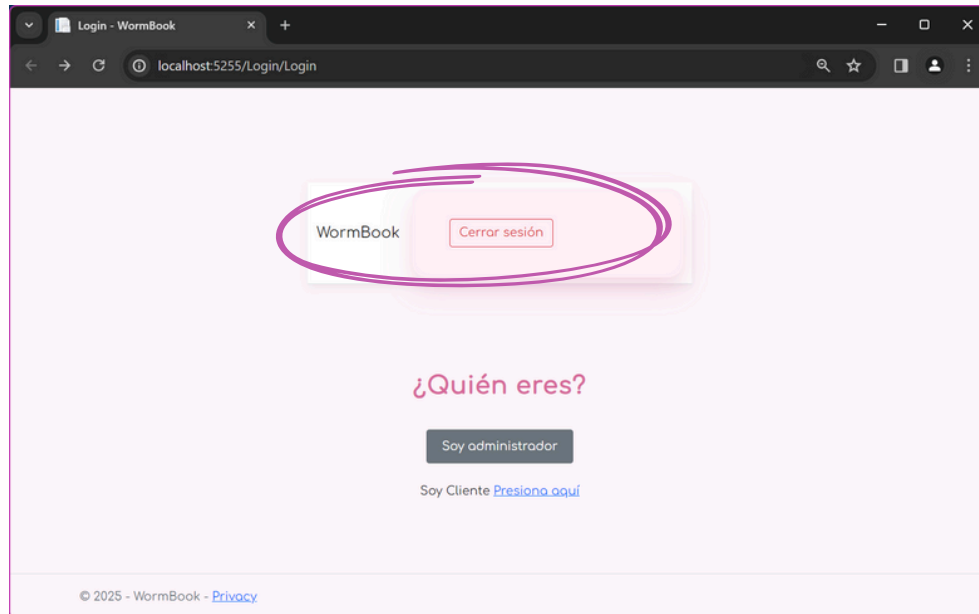 Login - WormBook
localhost:5255/Login/Login
WormBook
Cerrar sesión
¿Quién eres?
Soy administrador
Soy Cliente Presiona aquí
© 2025 - WormBook - Privacy